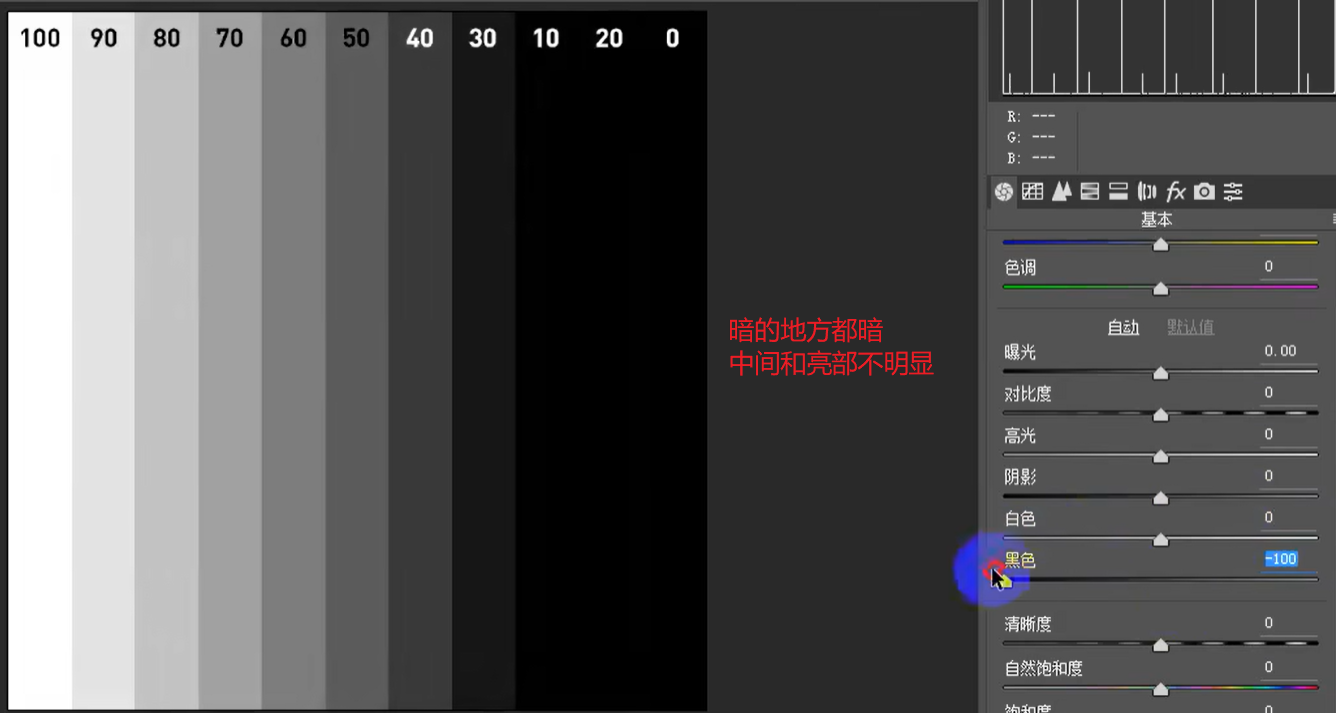 100 90 80 70 60 50 40 30 10 20 0
R: ---
G: ---
B: ---
fx
基本
色调 0
自动 默认值
曝光 0.00
对比度 0
高光 0
阴影 0
白色 0
黑色 -100
清晰度 0
自然饱和度 0
饱和度 0
暗的地方都暗
中间和亮部不明显